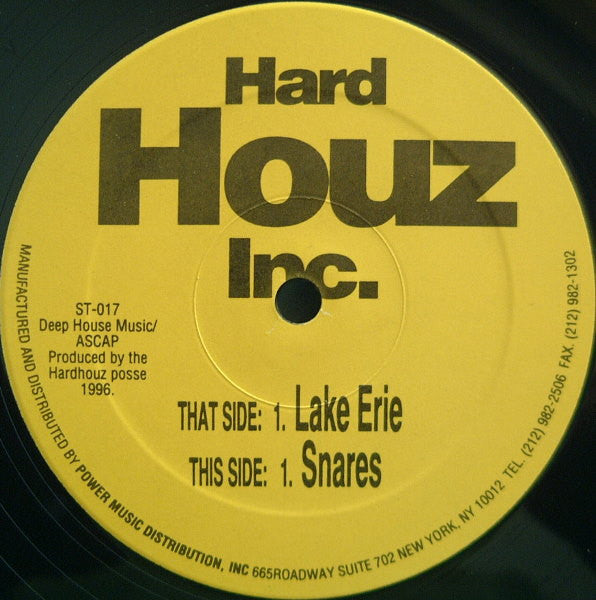 Hard
Houz
Inc.
ST-017
Deep House Music/
ASCAP
Produced by the
Hardhouz posse
1996.
THAT SIDE: 1. Lake Erie
THIS SIDE: 1. Snares
MANUFACTURED AND DISTRIBUTED BY POWER MUSIC DISTRIBUTION, INC 665ROADWAY SUITE 702 NEW YORK, NY 10012 TEL. (212) 982-2506 FAX. (212) 982-1302